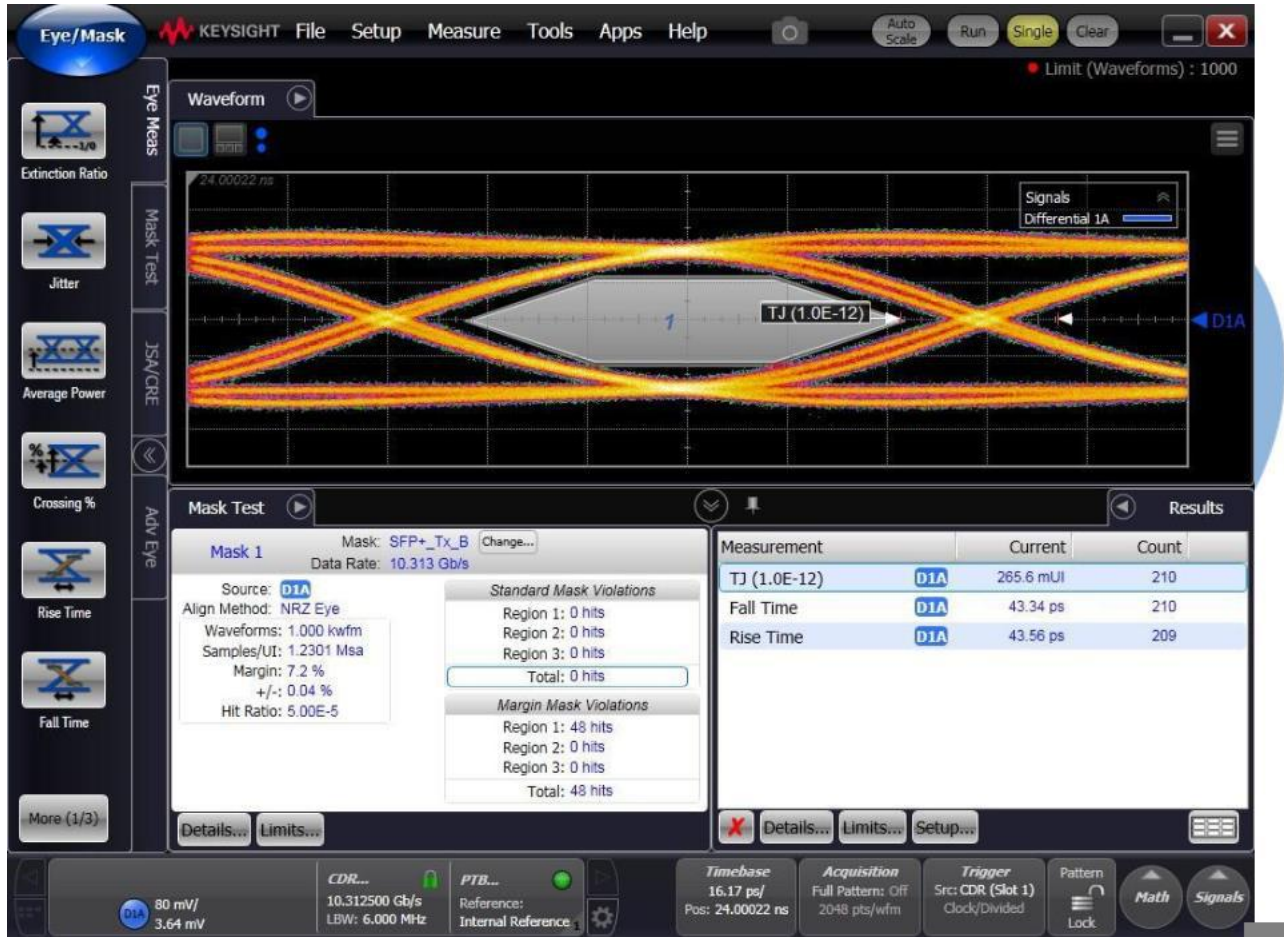 Eye/Mask
KEYSIGHT File Setup Measure Tools Apps Help
Auto Scale
Run
Single
Clear
Limit (Waveforms) : 1000
Eye Meas
Mask Test
JSA/CRE
Adv Eye
Extinction Ratio
Jitter
Average Power
Crossing %
Rise Time
Fall Time
More (1/3)
Waveform
24.00022 ns
Signals
Differential 1A
TJ (1.0E-12)
1
D1A
Mask Test
Mask 1
Mask: SFP+_Tx_B Change...
Data Rate: 10.313 Gb/s
Source: D1A
Align Method: NRZ Eye
Waveforms: 1.000 kwfm
Samples/UI: 1.2301 Msa
Margin: 7.2 %
+/-: 0.04 %
Hit Ratio: 5.00E-5
Standard Mask Violations
Region 1: 0 hits
Region 2: 0 hits
Region 3: 0 hits
Total: 0 hits
Margin Mask Violations
Region 1: 48 hits
Region 2: 0 hits
Region 3: 0 hits
Total: 48 hits
Details... Limits...
Results
Measurement Current Count
TJ (1.0E-12) D1A 265.6 mUI 210
Fall Time D1A 43.34 ps 210
Rise Time D1A 43.56 ps 209
Details... Limits... Setup...
D1A
80 mV/
3.64 mV
CDR...
10.312500 Gb/s
LBW: 6.000 MHz
PTB...
Reference:
Internal Reference
1
Timebase
16.17 ps/
Pos: 24.00022 ns
Acquisition
Full Pattern: Off
2048 pts/wfm
Trigger
Src: CDR (Slot 1)
Clock/Divided
Pattern
Lock
Math
Signals